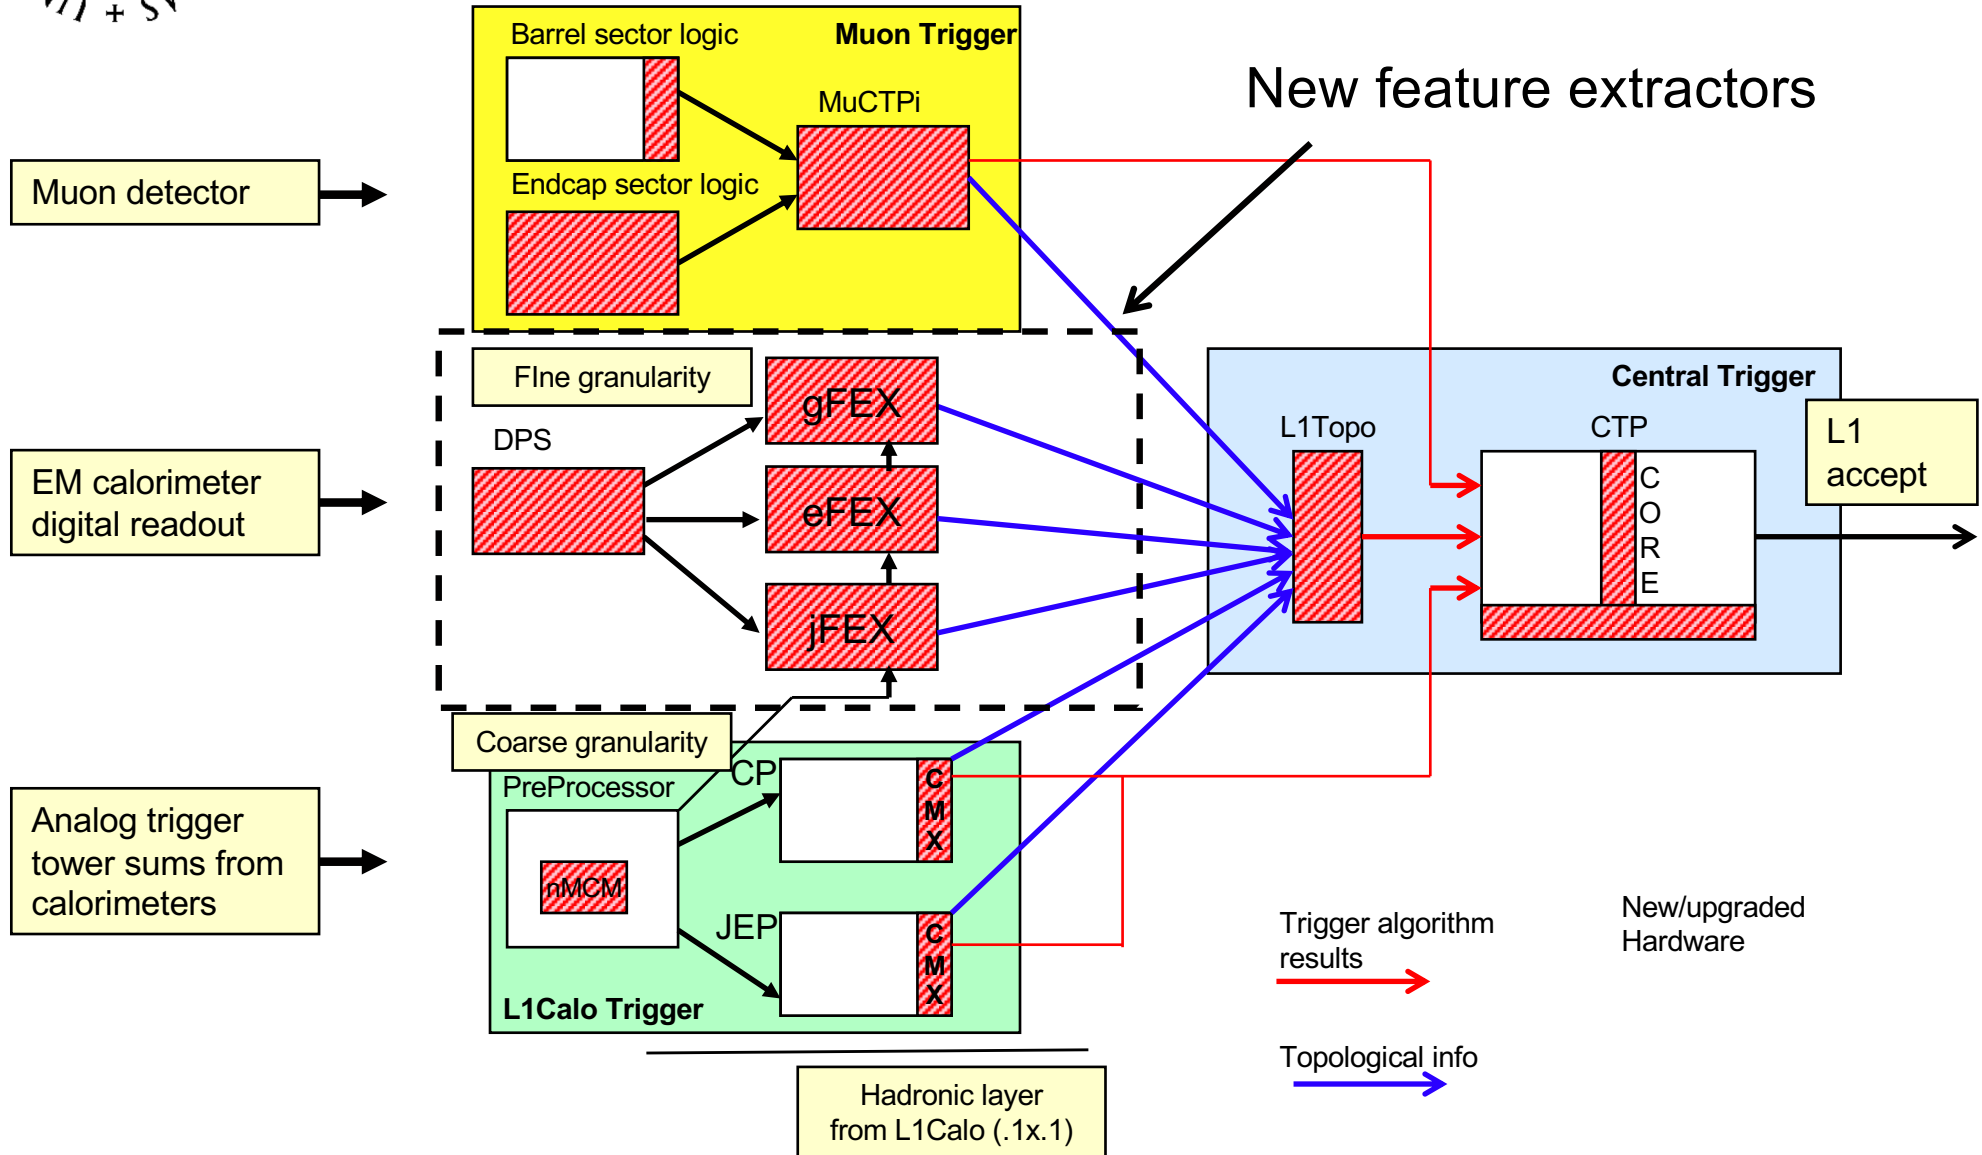 Barrel sector logic
Muon Trigger
MuCTPi
New feature extractors
Muon detector
Endcap sector logic
FIne granularity
gFEX
DPS
EM calorimeter
digital readout
eFEX
jFEX
Central Trigger
L1Topo
CTP
C
O
R
E
L1
accept
Coarse granularity
PreProcessor
CP
C
M
X
nMCM
Analog trigger
tower sums from
calorimeters
JEP
C
M
X
L1Calo Trigger
Hadronic layer
from L1Calo (.1x.1)
Trigger algorithm
results
New/upgraded
Hardware
Topological info